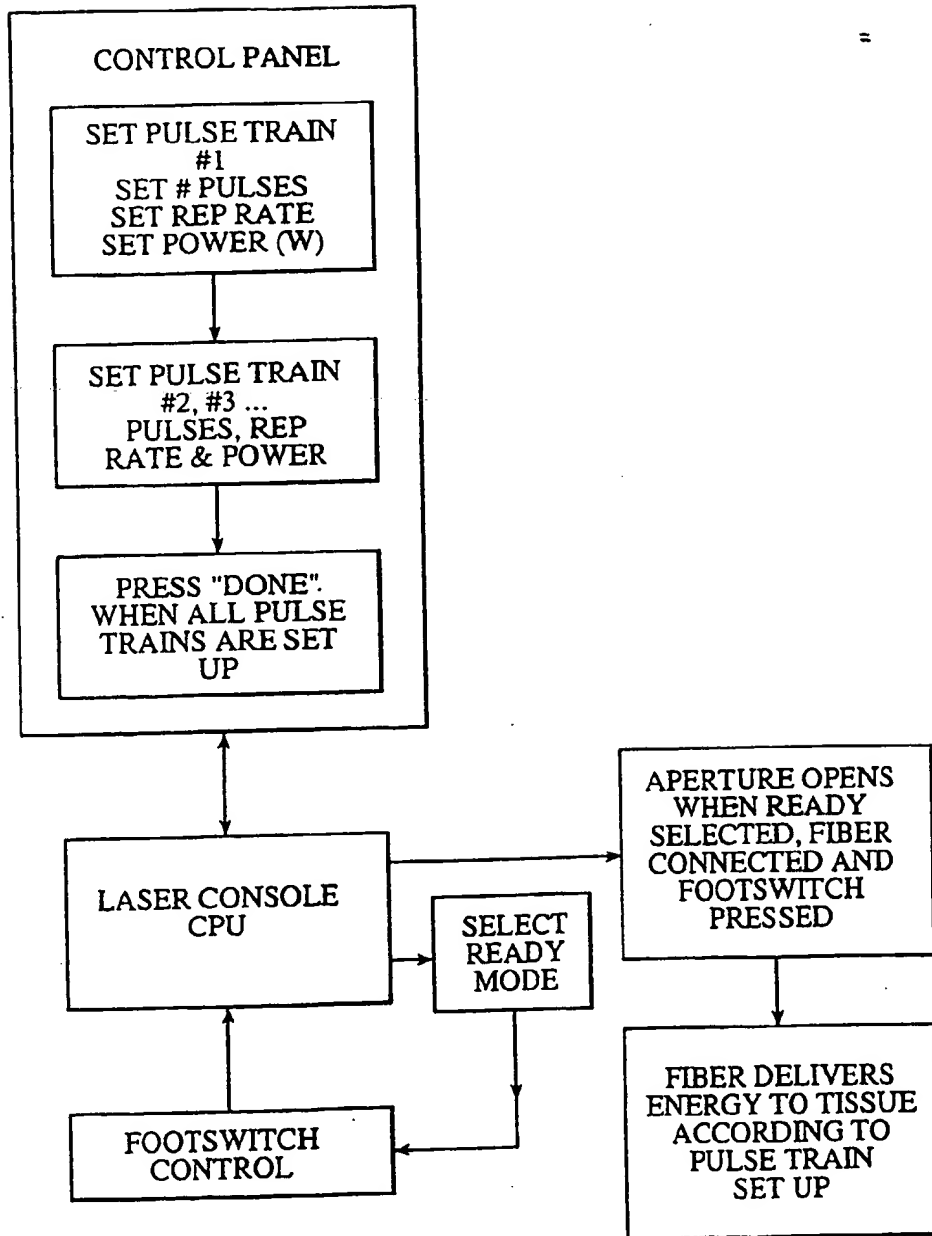 CONTROL PANEL
SET PULSE TRAIN
#1
SET # PULSES
SET REP RATE
SET POWER (W)
SET PULSE TRAIN
#2, #3 ...
PULSES, REP
RATE & POWER
PRESS "DONE".
WHEN ALL PULSE
TRAINS ARE SET
UP
LASER CONSOLE
CPU
SELECT
READY
MODE
FOOTSWITCH
CONTROL
APERTURE OPENS
WHEN READY
SELECTED, FIBER
CONNECTED AND
FOOTSWITCH
PRESSED
FIBER DELIVERS
ENERGY TO TISSUE
ACCORDING TO
PULSE TRAIN
SET UP